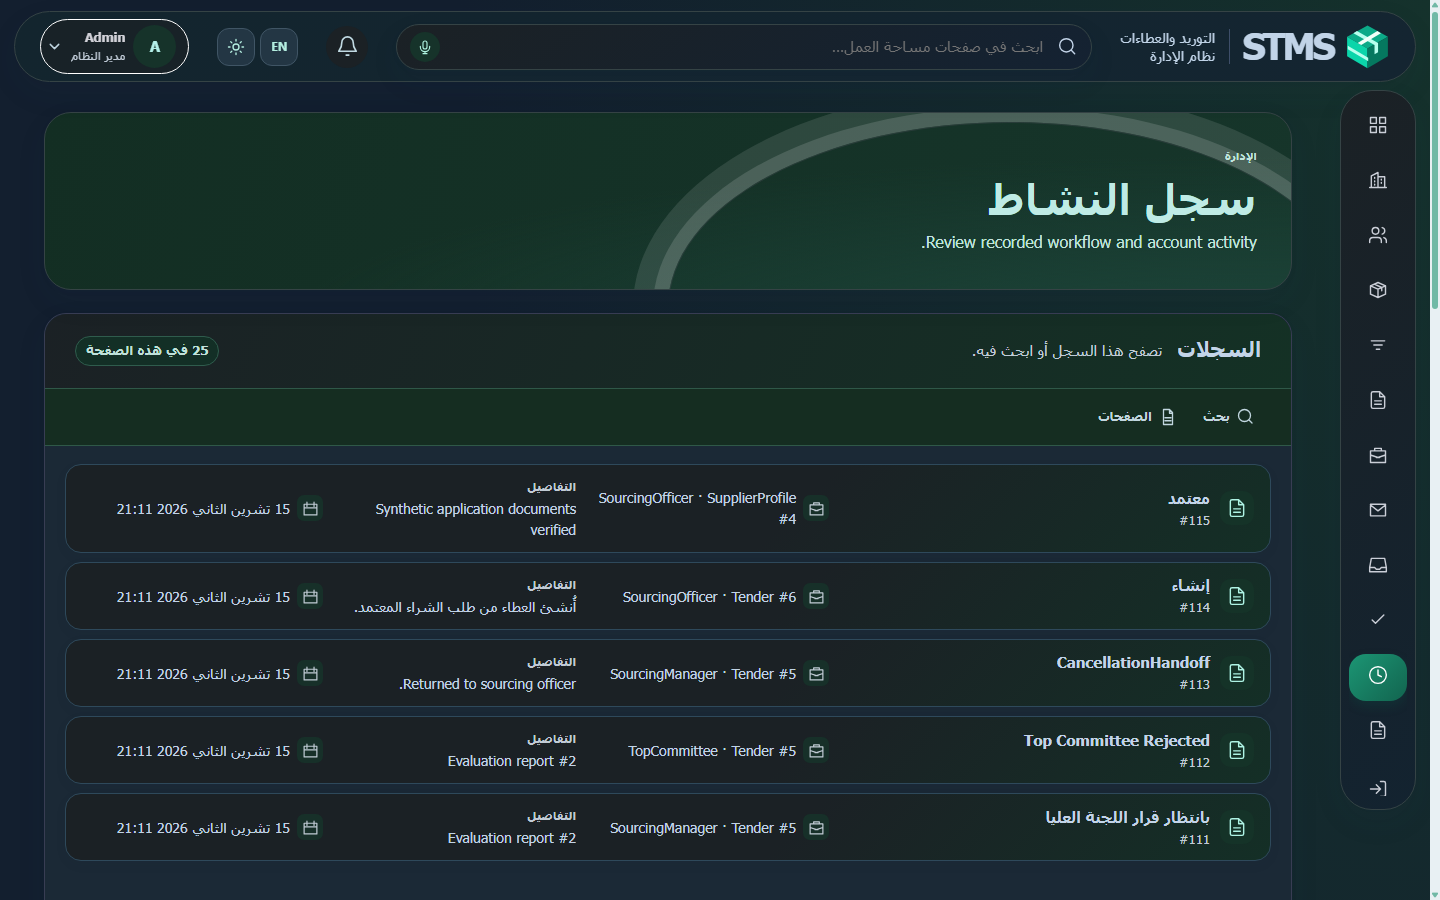 STMS
التوريد والعطاءات
نظام الإدارة
ابحث في صفحات مساحة العمل...
EN
A
Admin
مدير النظام
الإدارة
سجل النشاط
Review recorded workflow and account activity.
السجلات
تصفح هذا السجل أو ابحث فيه.
25 في هذه الصفحة
بحث
الصفحات
معتمد
#115
SourcingOfficer · SupplierProfile #4
التفاصيل
Synthetic application documents verified
15 تشرين الثاني 2026 21:11
إنشاء
#114
SourcingOfficer · Tender #6
التفاصيل
أُنشئ العطاء من طلب الشراء المعتمد.
15 تشرين الثاني 2026 21:11
CancellationHandoff
#113
SourcingManager · Tender #5
التفاصيل
Returned to sourcing officer.
15 تشرين الثاني 2026 21:11
Top Committee Rejected
#112
TopCommittee · Tender #5
التفاصيل
Evaluation report #2
15 تشرين الثاني 2026 21:11
بانتظار قرار اللجنة العليا
#111
SourcingManager · Tender #5
التفاصيل
Evaluation report #2
15 تشرين الثاني 2026 21:11